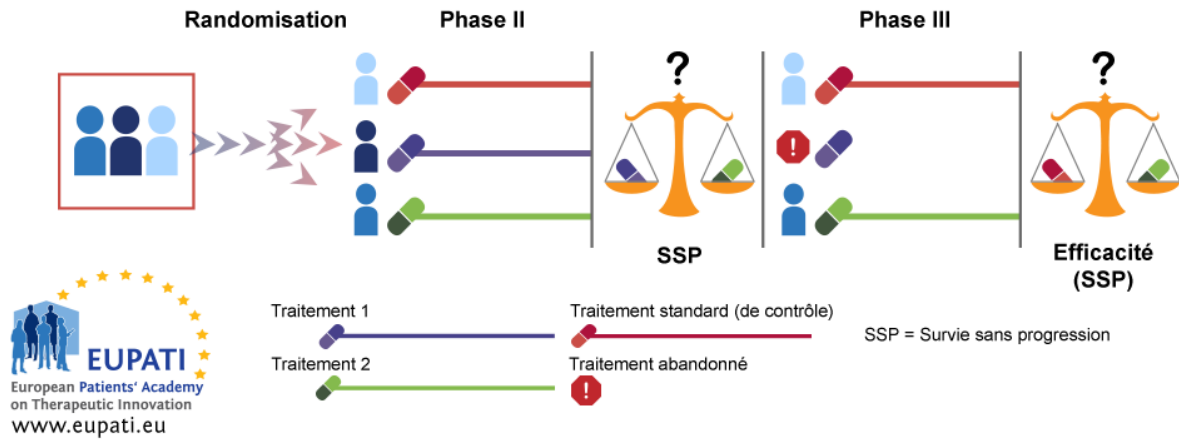 Randomisation
Phase II
Phase III
?
?
!
SSP
Efficacité
(SSP)
Traitement 1
Traitement standard (de contrôle)
SSP = Survie sans progression
Traitement 2
Traitement abandonné
!
EUPATI
European Patients' Academy
on Therapeutic Innovation
www.eupati.eu